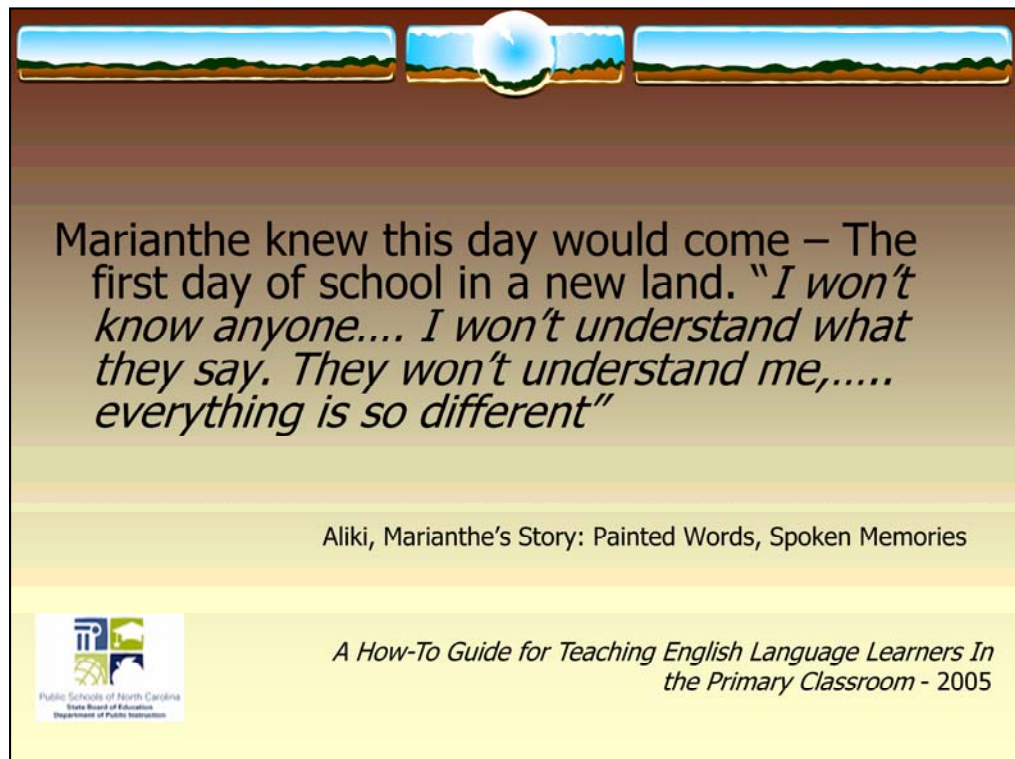 Marianthe knew this day would come – The
first day of school in a new land. “I won’t
know anyone…. I won’t understand what
they say. They won’t understand me,…..
everything is so different”
Aliki, Marianthe’s Story: Painted Words, Spoken Memories
A How-To Guide for Teaching English Language Learners In
the Primary Classroom - 2005
Public Schools of North Carolina
State Board of Education
Department of Public Instruction